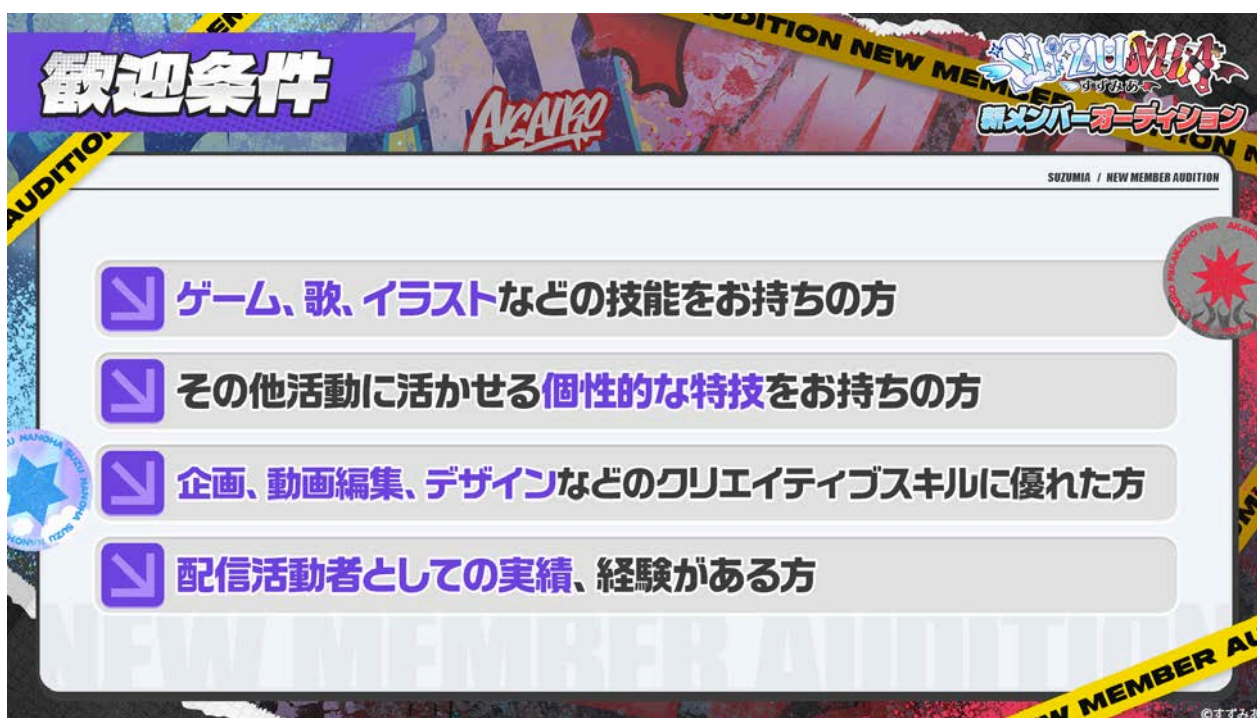 歓迎条件
AKAIRO
AUDITION NEW MEMBER
SUZUMIA
すずみあ
新メンバーオーディション
AUDITION
SUZUMIA / NEW MEMBER AUDITION
ゲーム、歌、イラストなどの技能をお持ちの方
その他活動に活かせる個性的な特技をお持ちの方
企画、動画編集、デザインなどのクリエイティブスキルに優れた方
配信活動者としての実績、経験がある方
NEW MEMBER AUDITION
MEMBER AU
©すずみあ